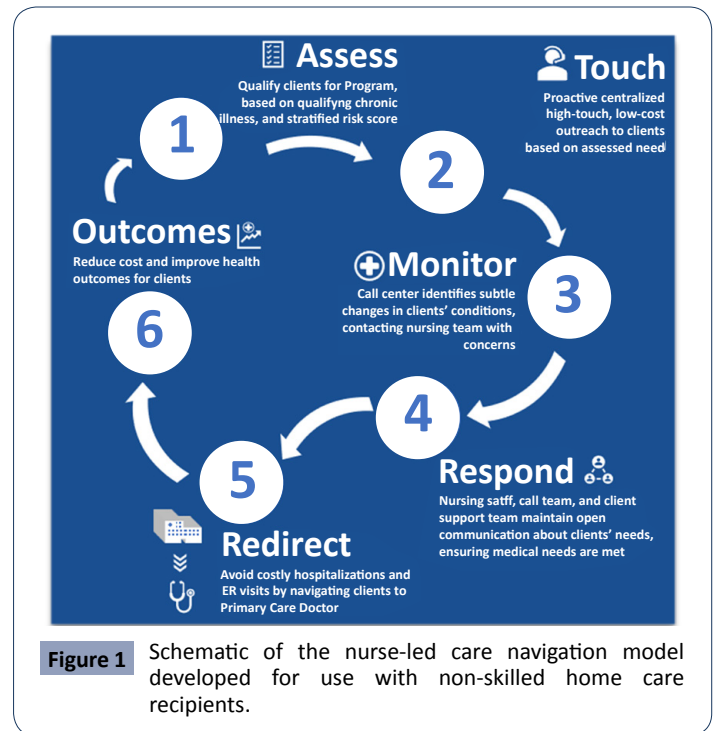 1
Assess
Qualify clients for Program,
based on qualifyng chronic
illness, and stratified risk score
2
Touch
Proactive centralized
high-touch, low-cost
outreach to clients
based on assessed need
3
Monitor
Call center identifies subtle
changes in clients’ conditions,
contacting nursing team with
concerns
4
Respond
Nursing satff, call team, and client
support team maintain open
communication about clients’ needs,
ensuring medical needs are met
5
Redirect
Avoid costly hospitalizations and
ER visits by navigating clients to
Primary Care Doctor
6
Outcomes
Reduce cost and improve health
outcomes for clients
Figure 1 Schematic of the nurse-led care navigation model
developed for use with non-skilled home care
recipients.